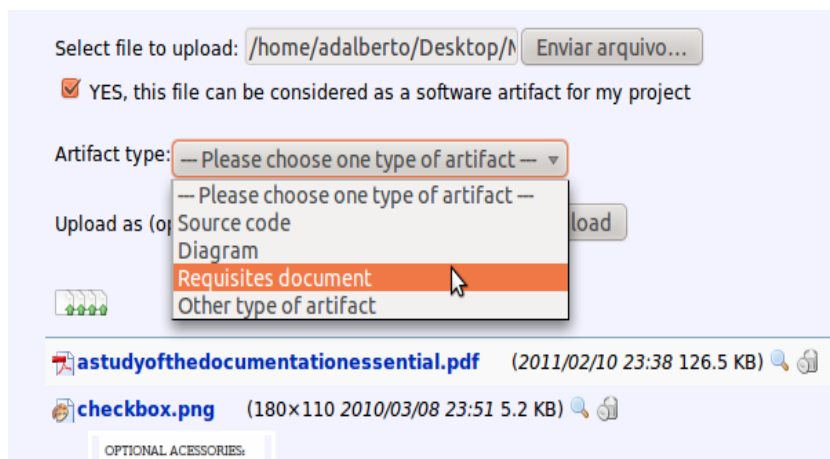 Select file to upload: /home/adalberto/Desktop/ Enviar arquivo...
YES, this file can be considered as a software artifact for my project
Artifact type: --- Please choose one type of artifact ---
--- Please choose one type of artifact ---
Source code
Diagram
Requisites document
Other type of artifact
Upload as (op load
astudyofthedocumentationessential.pdf (2011/02/10 23:38 126.5 KB)
checkbox.png (180×110 2010/03/08 23:51 5.2 KB)
OPTIONAL ACESSORIES: